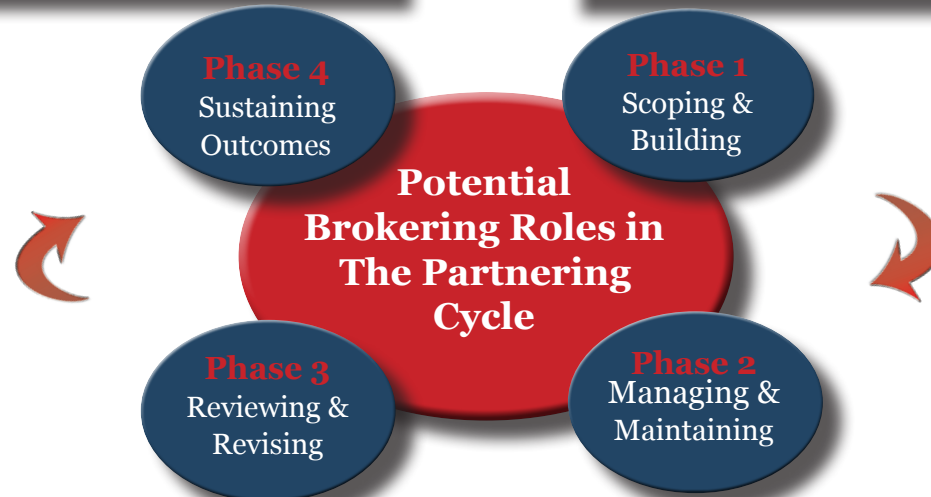 Phase 4
Sustaining
Outcomes
Phase 1
Scoping &
Building
Potential
Brokering Roles in
The Partnering
Cycle
Phase 3
Reviewing &
Revising
Phase 2
Managing &
Maintaining